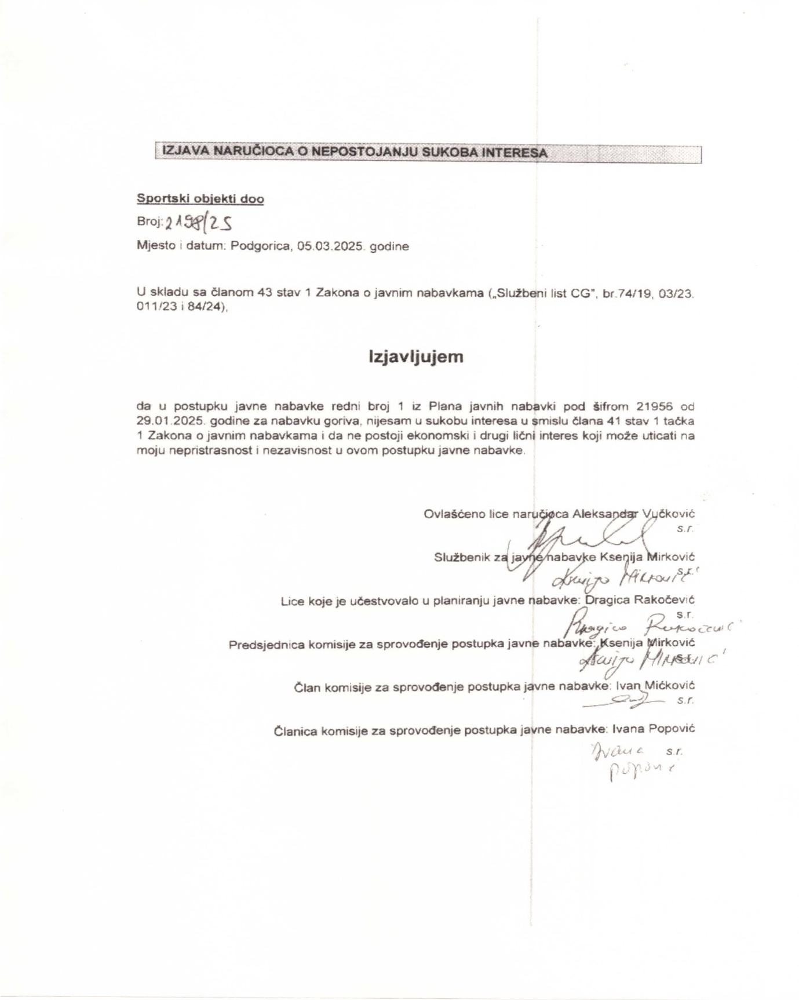 IZJAVA NARUČIOCA O NEPOSTOJANJU SUKOBA INTERESA
Sportski objekti doo
Broj: 2198/25
Mjesto i datum: Podgorica, 05.03.2025. godine
U skladu sa članom 43 stav 1 Zakona o javnim nabavkama („Službeni list CG", br.74/19, 03/23.
011/23 i 84/24),
Izjavljujem
da u postupku javne nabavke redni broj 1 iz Plana javnih nabavki pod šifrom 21956 od
29.01.2025. godine za nabavku goriva, nijesam u sukobu interesa u smislu člana 41 stav 1 tačka
1 Zakona o javnim nabavkama i da ne postoji ekonomski i drugi lični interes koji može uticati na
moju nepristrasnost i nezavisnost u ovom postupku javne nabavke.
Ovlašćeno lice naručioca Aleksandar Vučković
s.r.
Službenik za javne nabavke Ksenija Mirković
s.r.
Ksenija Mirković
Lice koje je učestvovalo u planiranju javne nabavke: Dragica Rakočević
s.r.
Dragica Rakočević
Predsjednica komisije za sprovođenje postupka javne nabavke: Ksenija Mirković
s.r.
Ksenija Mirković
Član komisije za sprovođenje postupka javne nabavke: Ivan Mićković
s.r.
Članica komisije za sprovođenje postupka javne nabavke: Ivana Popović
Ivana s.r.
Popović